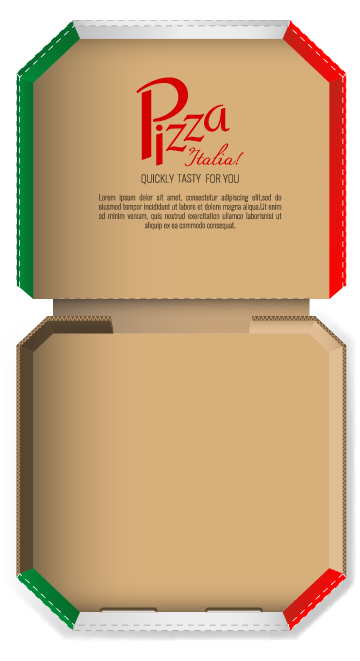 Pizza
Italia!
QUICKLY TASTY FOR YOU
Lorem ipsum dolor sit amet, consectetur adipiscing elit,sed do
eiusmod tempor incididunt ut labore et dolore magna aliqua.Ut enim
ad minim veniam, quis nostrud exercitation ullamco laborisnisi ut
aliquip ex ea commodo consequat.